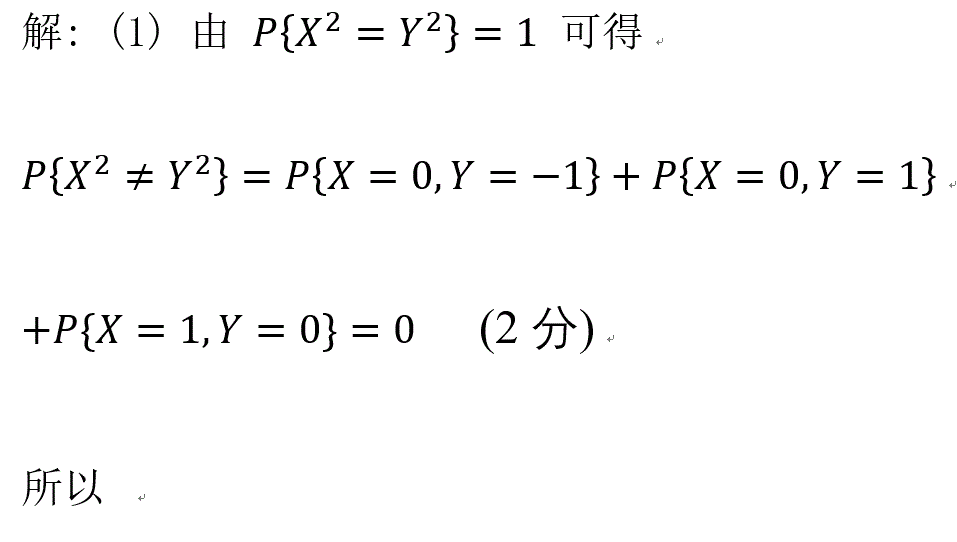 解：(1) 由 P{X² = Y²} = 1 可得
P{X² ≠ Y²} = P{X = 0, Y = −1} + P{X = 0, Y = 1}
+P{X = 1, Y = 0} = 0 (2 分)
所以